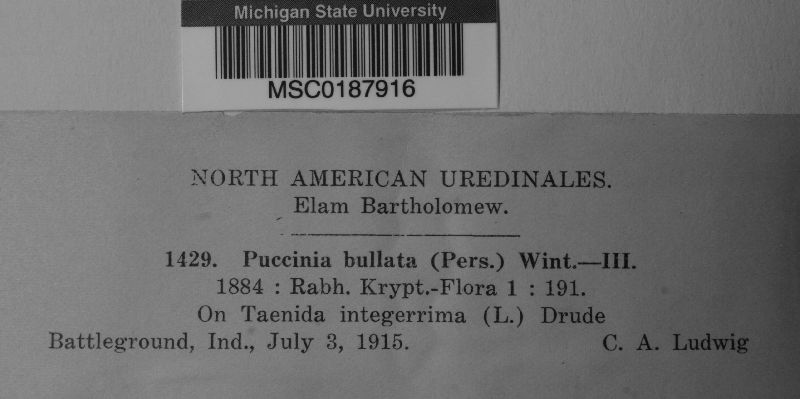 Michigan State University
MSC0187916
NORTH AMERICAN UREDINALES.
Elam Bartholomew.
1429. Puccinia bullata (Pers.) Wint.—III.
1884 : Rabh. Krypt.-Flora 1 : 191.
On Taenida integerrima (L.) Drude
Battleground, Ind., July 3, 1915. C. A. Ludwig